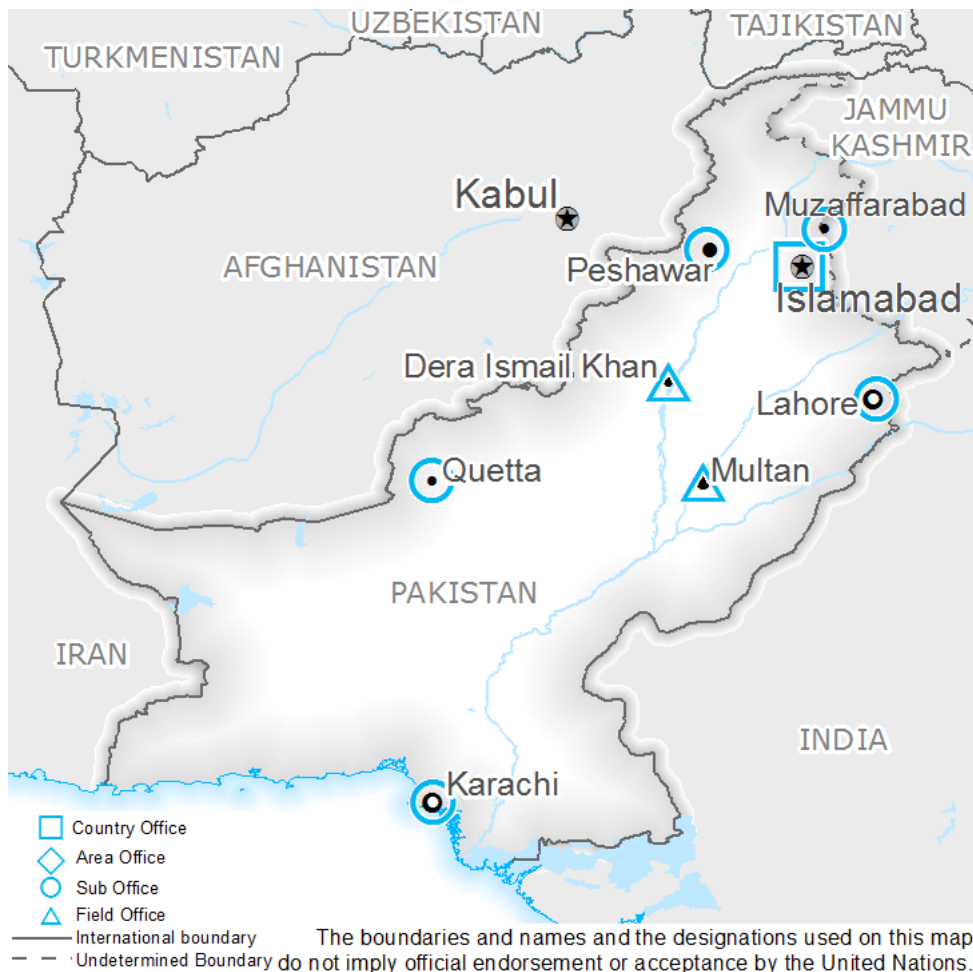 UZBEKISTAN
TAJIKISTAN
TURKMENISTAN
JAMMU
KASHMIR
Kabul
Muzaffarabad
AFGHANISTAN
Peshawar
Islamabad
Dera Ismail Khan
Lahore
Quetta
Multan
PAKISTAN
IRAN
INDIA
Karachi
Country Office
Area Office
Sub Office
Field Office
International boundary
Undetermined Boundary
The boundaries and names and the designations used on this map
do not imply official endorsement or acceptance by the United Nations.